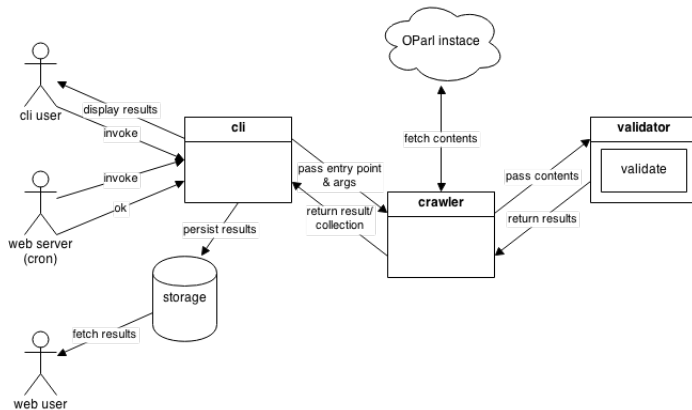 OParl instace
cli user
display results
invoke
cli
fetch contents
validator
validate
invoke
pass entry point
& args
pass contents
ok
crawler
web server
(cron)
return result/
collection
return results
persist results
storage
fetch results
web user